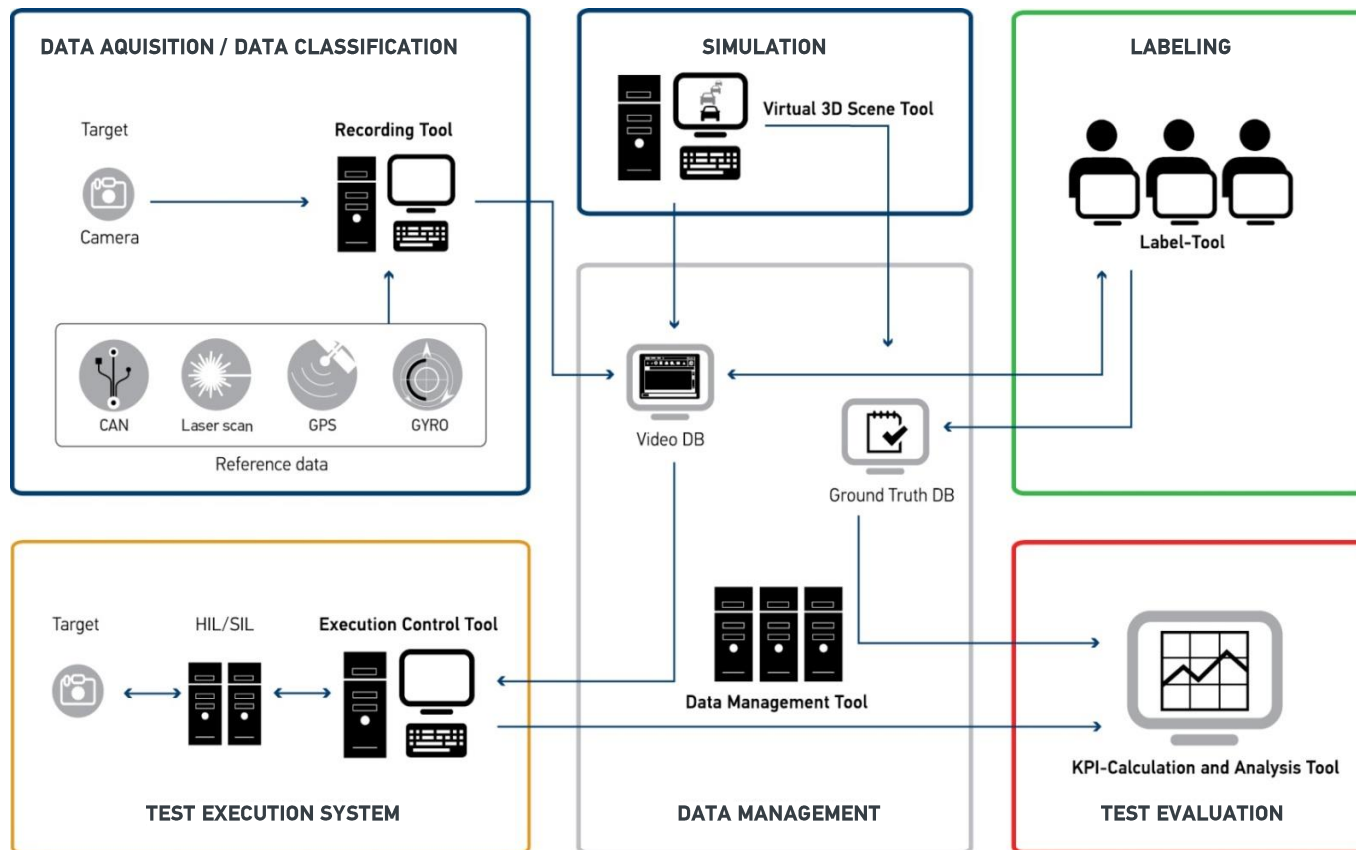 DATA AQUISITION / DATA CLASSIFICATION
Target
Recording Tool
Camera
CAN
Laser scan
GPS
GYRO
Reference data
SIMULATION
Virtual 3D Scene Tool
LABELING
Label-Tool
Video DB
Ground Truth DB
Data Management Tool
DATA MANAGEMENT
Target
HIL/SIL
Execution Control Tool
TEST EXECUTION SYSTEM
KPI-Calculation and Analysis Tool
TEST EVALUATION